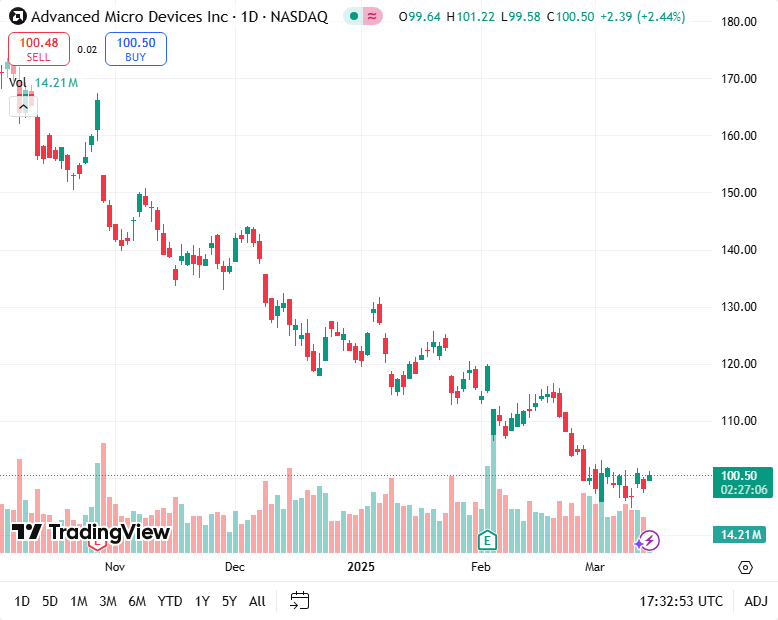 Advanced Micro Devices Inc · 1D · NASDAQ O99.64 H101.22 L99.58 C100.50 +2.39 (+2.44%)
100.48 SELL
0.02
100.50 BUY
Vol 14.21M
180.00
170.00
160.00
150.00
140.00
130.00
120.00
110.00
100.50
02:27:06
14.21M
TradingView
E
E
Nov Dec 2025 Feb Mar
1D 5D 1M 3M 6M YTD 1Y 5Y All 17:32:53 UTC ADJ